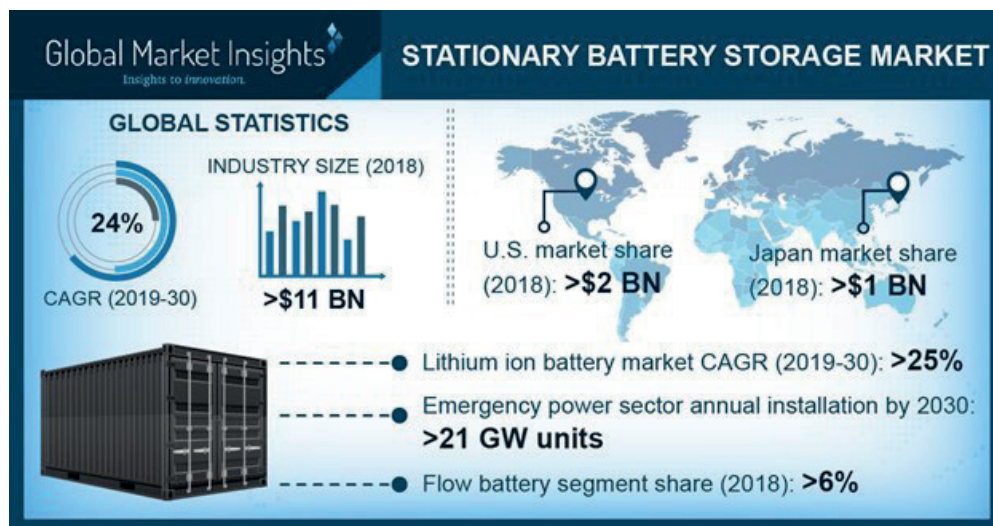 Global Market Insights
Insights to innovation.
STATIONARY BATTERY STORAGE MARKET
GLOBAL STATISTICS
24%
CAGR (2019-30)
INDUSTRY SIZE (2018)
>$11 BN
U.S. market share
(2018): >$2 BN
Japan market share
(2018): >$1 BN
Lithium ion battery market CAGR (2019-30): >25%
Emergency power sector annual installation by 2030:
>21 GW units
Flow battery segment share (2018): >6%